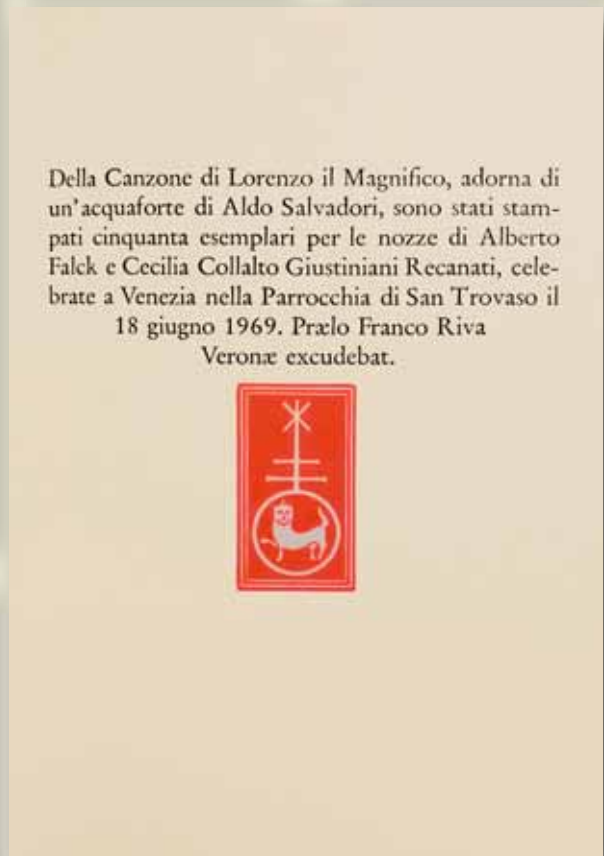 Della Canzone di Lorenzo il Magnifico, adorna di
un'acquaforte di Aldo Salvadori, sono stati stam-
pati cinquanta esemplari per le nozze di Alberto
Falck e Cecilia Collalto Giustiniani Recanati, cele-
brate a Venezia nella Parrocchia di San Trovaso il
18 giugno 1969. Prælo Franco Riva
Veronæ excudebat.